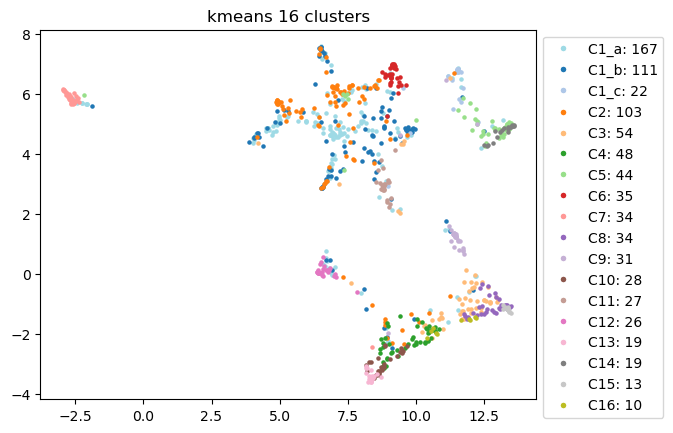 kmeans 16 clusters
8
6
4
2
0
−2
−4
−2.5 0.0 2.5 5.0 7.5 10.0 12.5
C1_a: 167
C1_b: 111
C1_c: 22
C2: 103
C3: 54
C4: 48
C5: 44
C6: 35
C7: 34
C8: 34
C9: 31
C10: 28
C11: 27
C12: 26
C13: 19
C14: 19
C15: 13
C16: 10